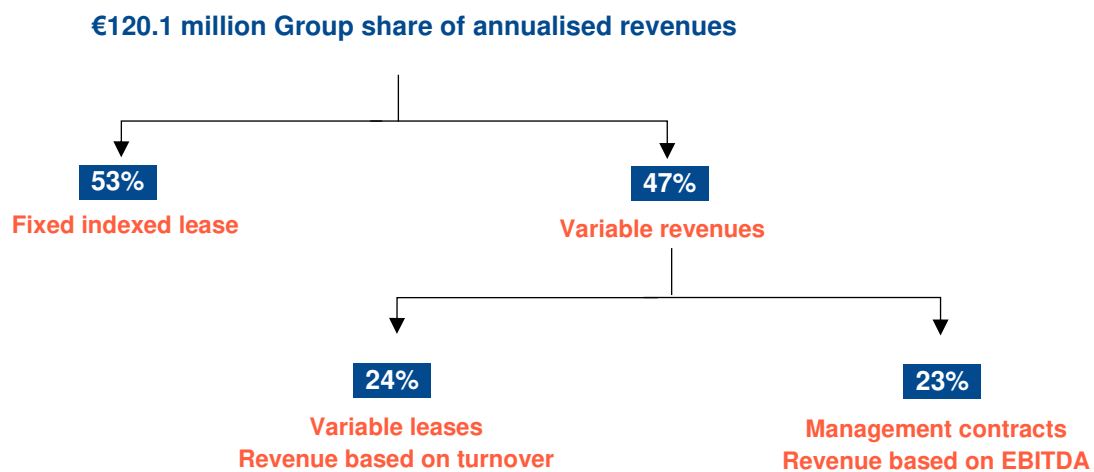 €120.1 million Group share of annualised revenues
53%
Fixed indexed lease
47%
Variable revenues
24%
Variable leases
Revenue based on turnover
23%
Management contracts
Revenue based on EBITDA